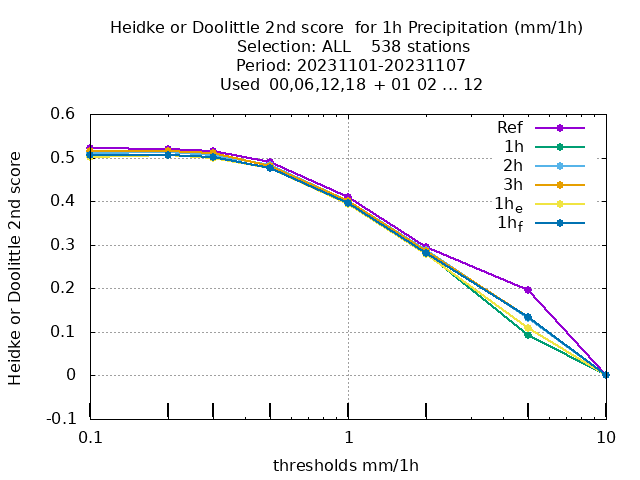 Heidke or Doolittle 2nd score  for 1h Precipitation (mm/1h)
Selection: ALL    538 stations
Period: 20231101-20231107
Used  00,06,12,18  + 01 02 ... 12
Heidke or Doolittle 2nd score
0.6
0.5
0.4
0.3
0.2
0.1
0
-0.1
Ref
1h
2h
3h
1he
1hf
0.1 1 10
thresholds mm/1h